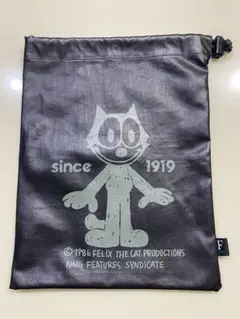 since 1919
©1986 FELIX THE CAT PRODUCTIONS
KING FEATURES SYNDICATE
F